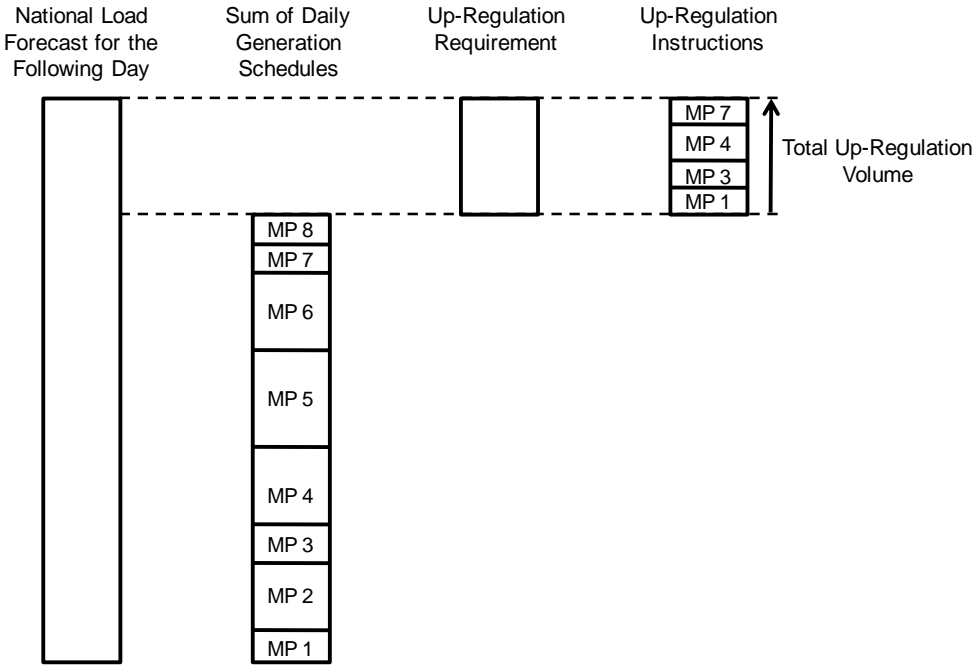 National Load
Forecast for the
Following Day
Sum of Daily
Generation
Schedules
Up-Regulation
Requirement
Up-Regulation
Instructions
MP 7
MP 4
MP 3
MP 1
Total Up-Regulation
Volume
MP 8
MP 7
MP 6
MP 5
MP 4
MP 3
MP 2
MP 1